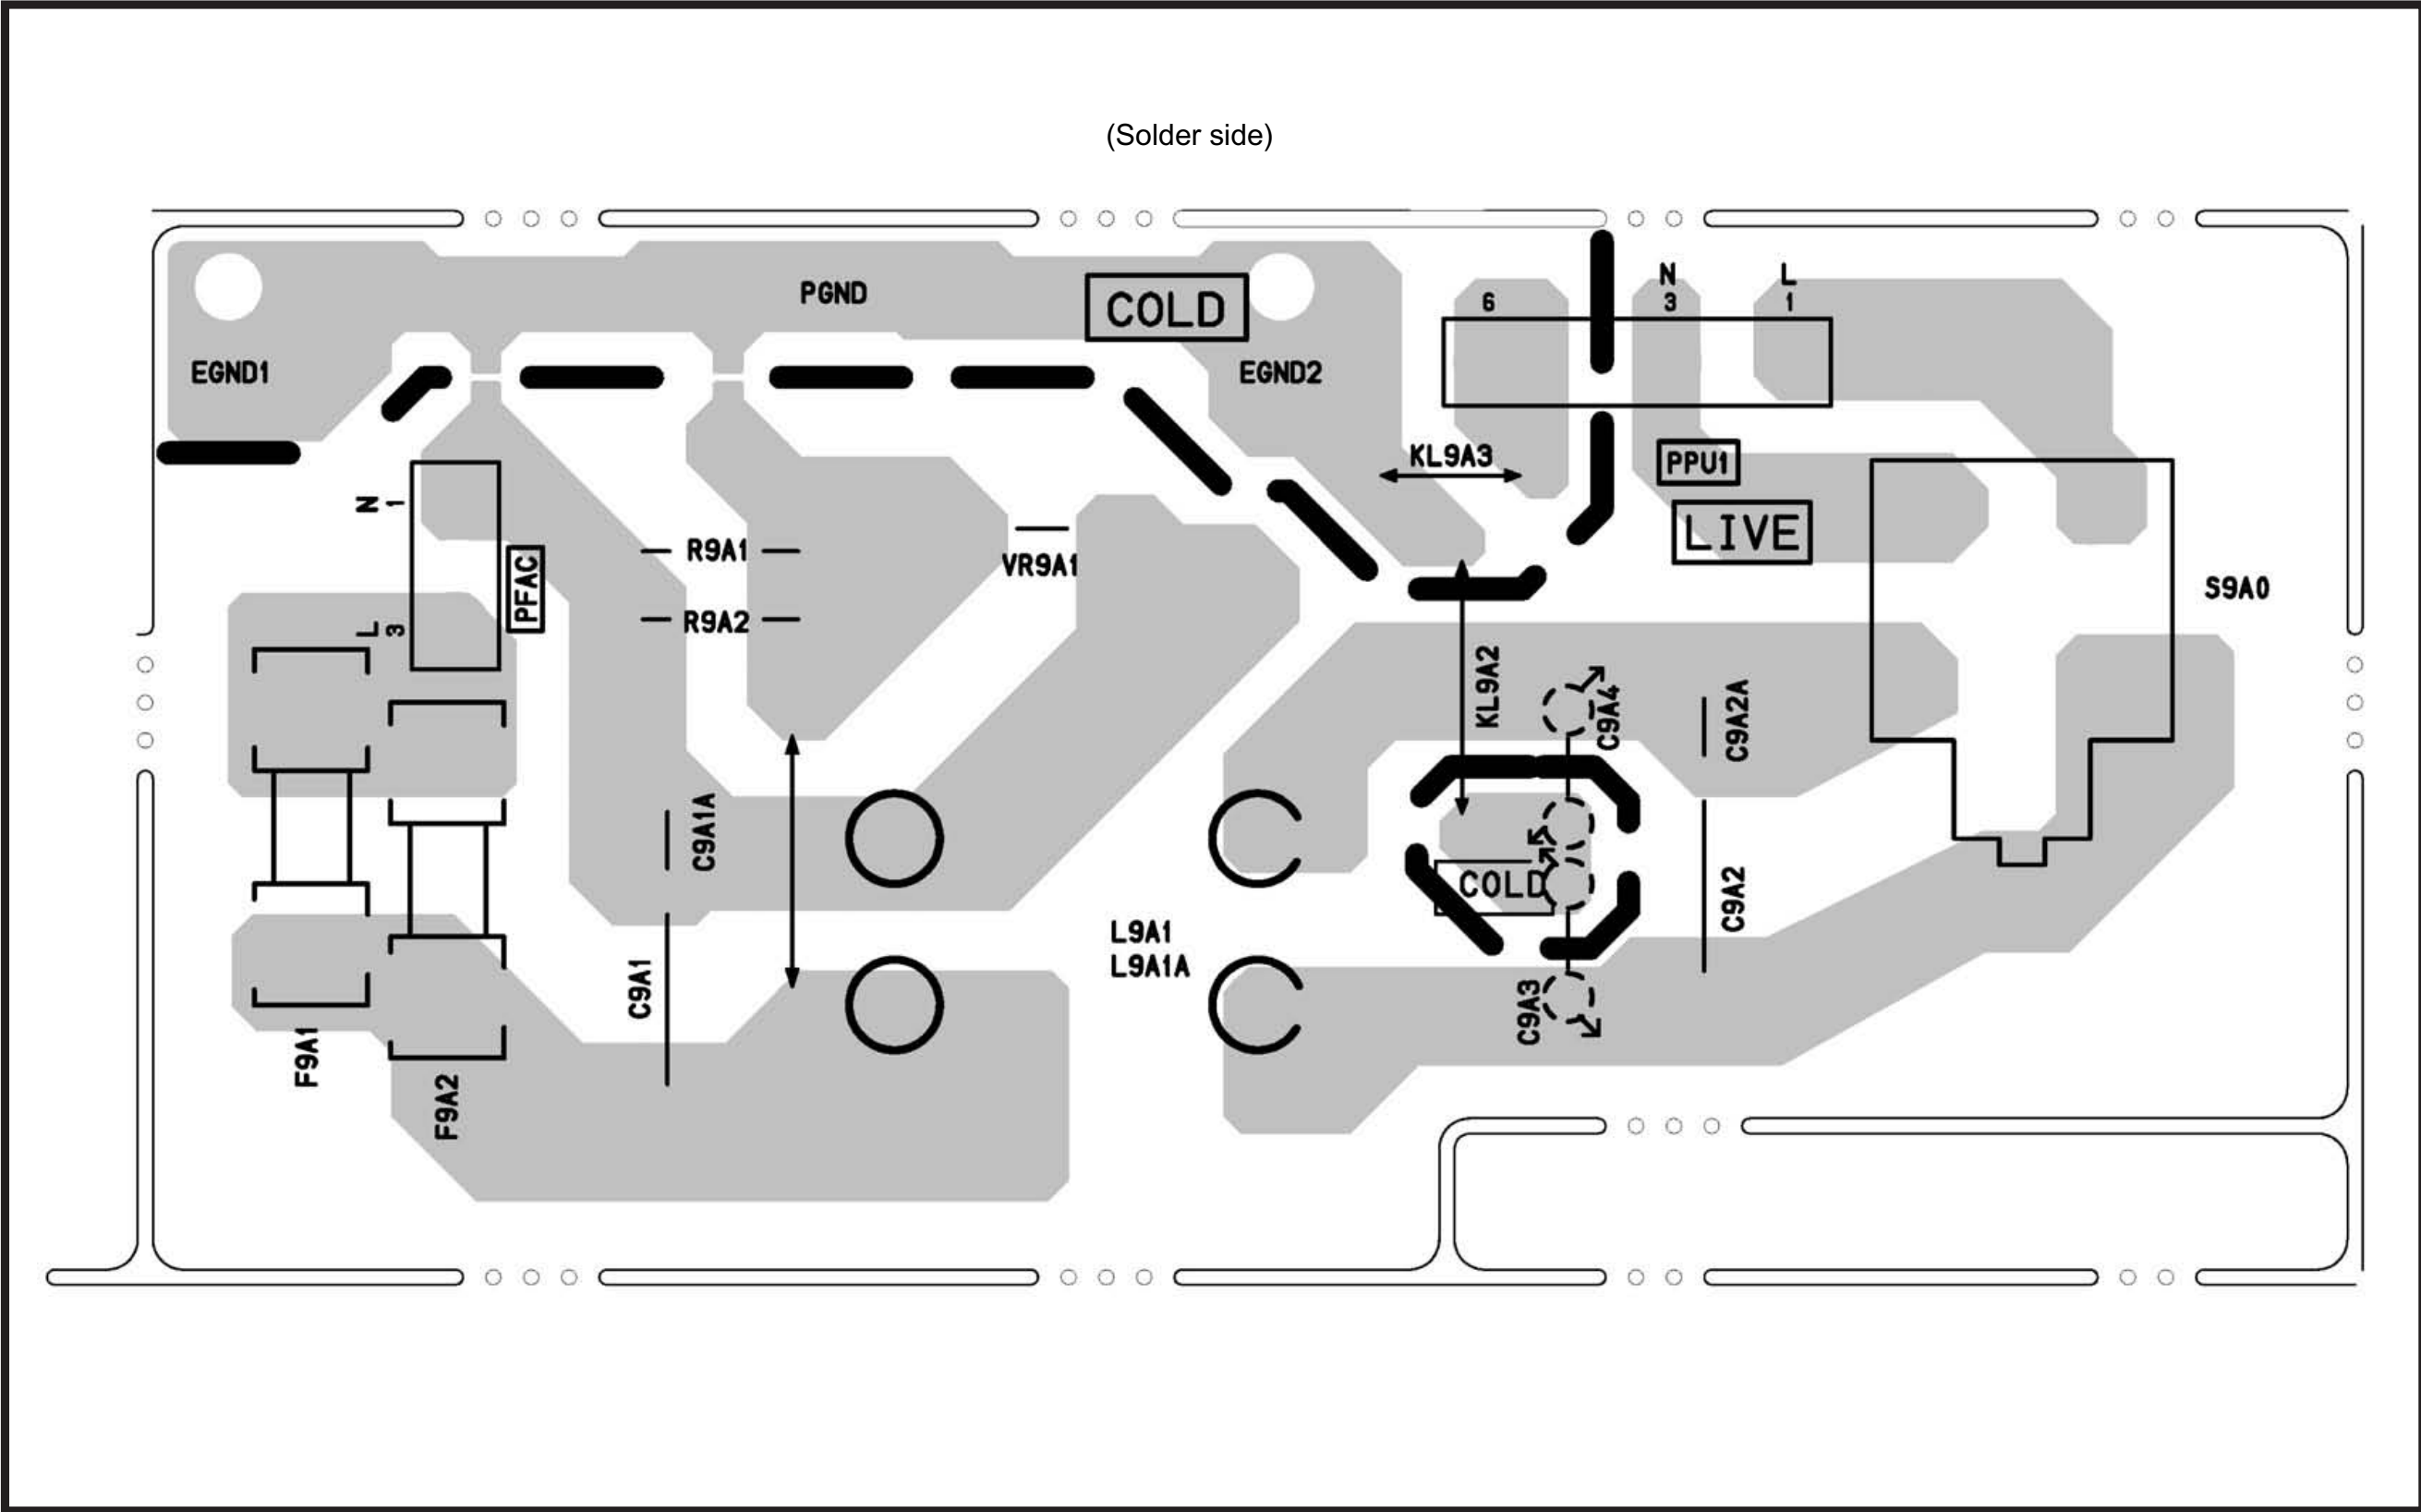 (Solder side)
N
L
6
3
1
PGND
COLD
EGND1
EGND2
KL9A3
PPU1
N
1
LIVE
R9A1
VR9A1
PFAC
S9A0
L
3
R9A2
KL9A2
C9A4
C9A2A
C9A1A
COLD
C9A2
L9A1
L9A1A
C9A1
C9A3
F9A1
F9A2